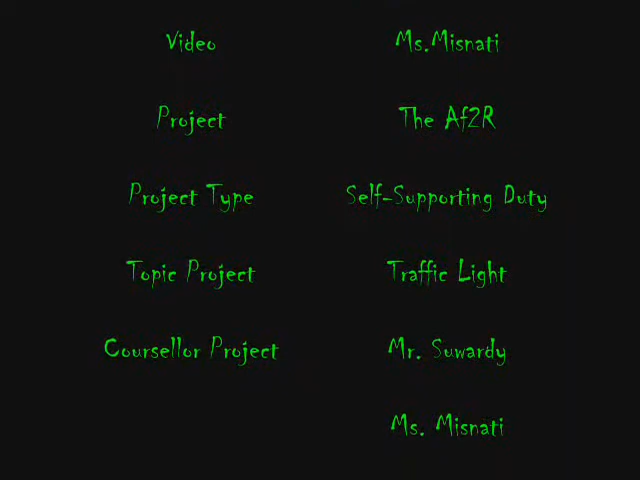 Video Ms.Misnati
Project The Af2R
Project Type Self-Supporting Duty
Topic Project Traffic Light
Coursellor Project Mr. Suwardy
Ms. Misnati